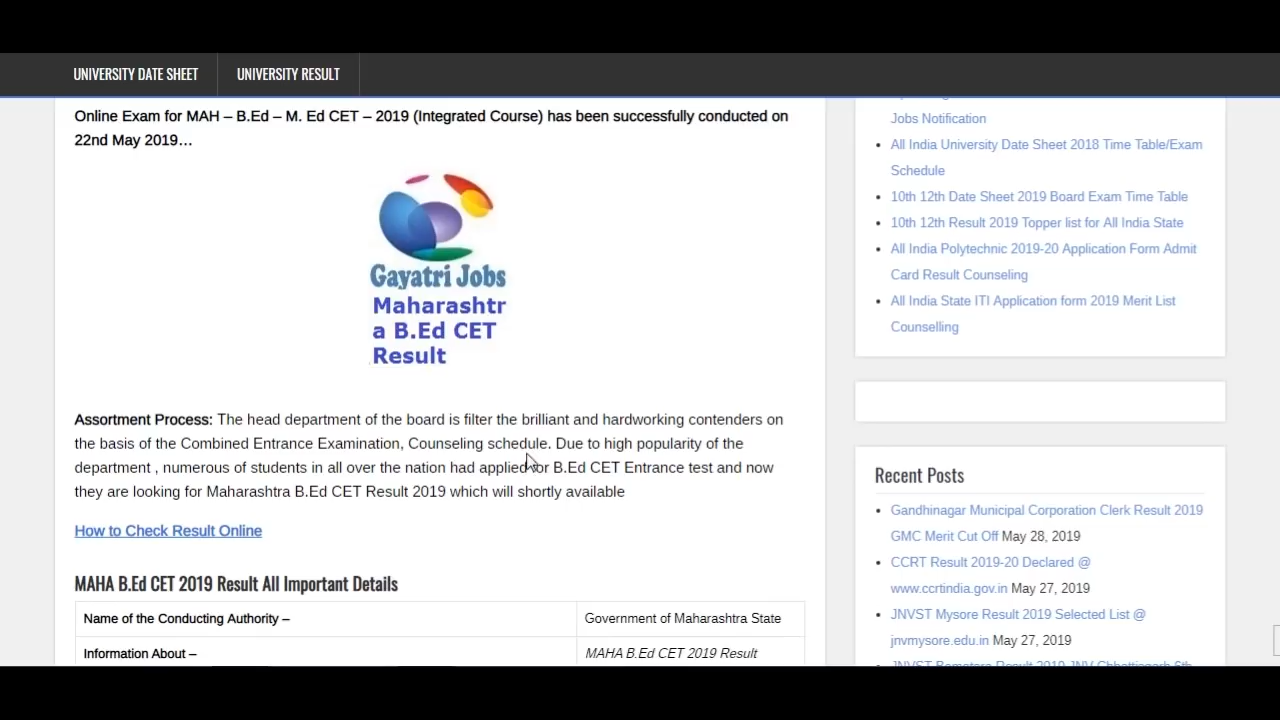 UNIVERSITY DATE SHEET
UNIVERSITY RESULT
Online Exam for MAH – B.Ed – M. Ed CET – 2019 (Integrated Course) has been successfully conducted on
22nd May 2019…
Gayatri Jobs
Maharashtr
a B.Ed CET
Result
Assortment Process: The head department of the board is filter the brilliant and hardworking contenders on
the basis of the Combined Entrance Examination, Counseling schedule. Due to high popularity of the
department , numerous of students in all over the nation had applied for B.Ed CET Entrance test and now
they are looking for Maharashtra B.Ed CET Result 2019 which will shortly available
How to Check Result Online
MAHA B.Ed CET 2019 Result All Important Details
Name of the Conducting Authority –
Government of Maharashtra State
Information About –
MAHA B.Ed CET 2019 Result
Jobs Notification
All India University Date Sheet 2018 Time Table/Exam
Schedule
10th 12th Date Sheet 2019 Board Exam Time Table
10th 12th Result 2019 Topper list for All India State
All India Polytechnic 2019-20 Application Form Admit
Card Result Counseling
All India State ITI Application form 2019 Merit List
Counselling
Recent Posts
Gandhinagar Municipal Corporation Clerk Result 2019
GMC Merit Cut Off May 28, 2019
CCRT Result 2019-20 Declared @
www.ccrtindia.gov.in May 27, 2019
JNVST Mysore Result 2019 Selected List @
jnvmysore.edu.in May 27, 2019